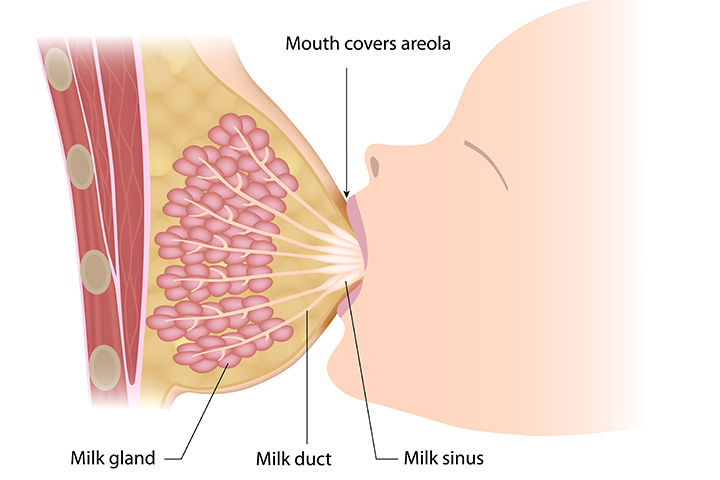 Mouth covers areola
Milk gland
Milk duct
Milk sinus